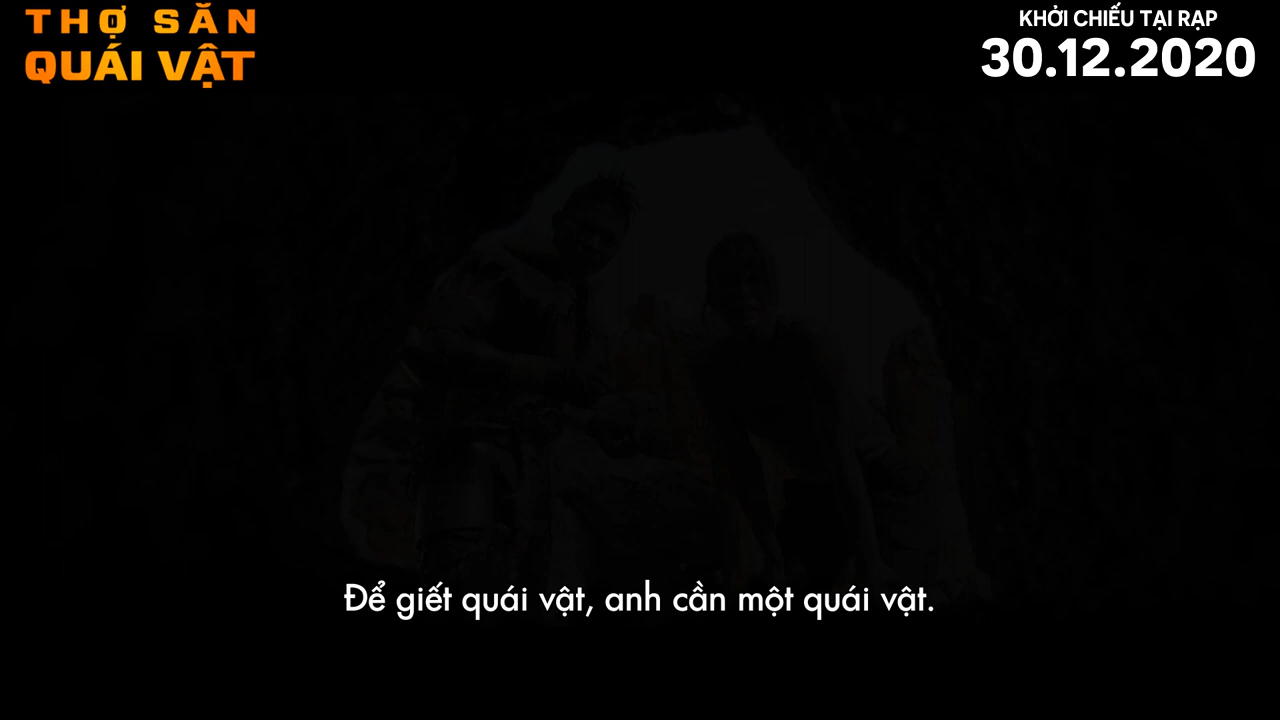 THỢ SĂN
QUÁI VẬT
KHỞI CHIẾU TẠI RẠP
30.12.2020
Để giết quái vật, anh cần một quái vật.